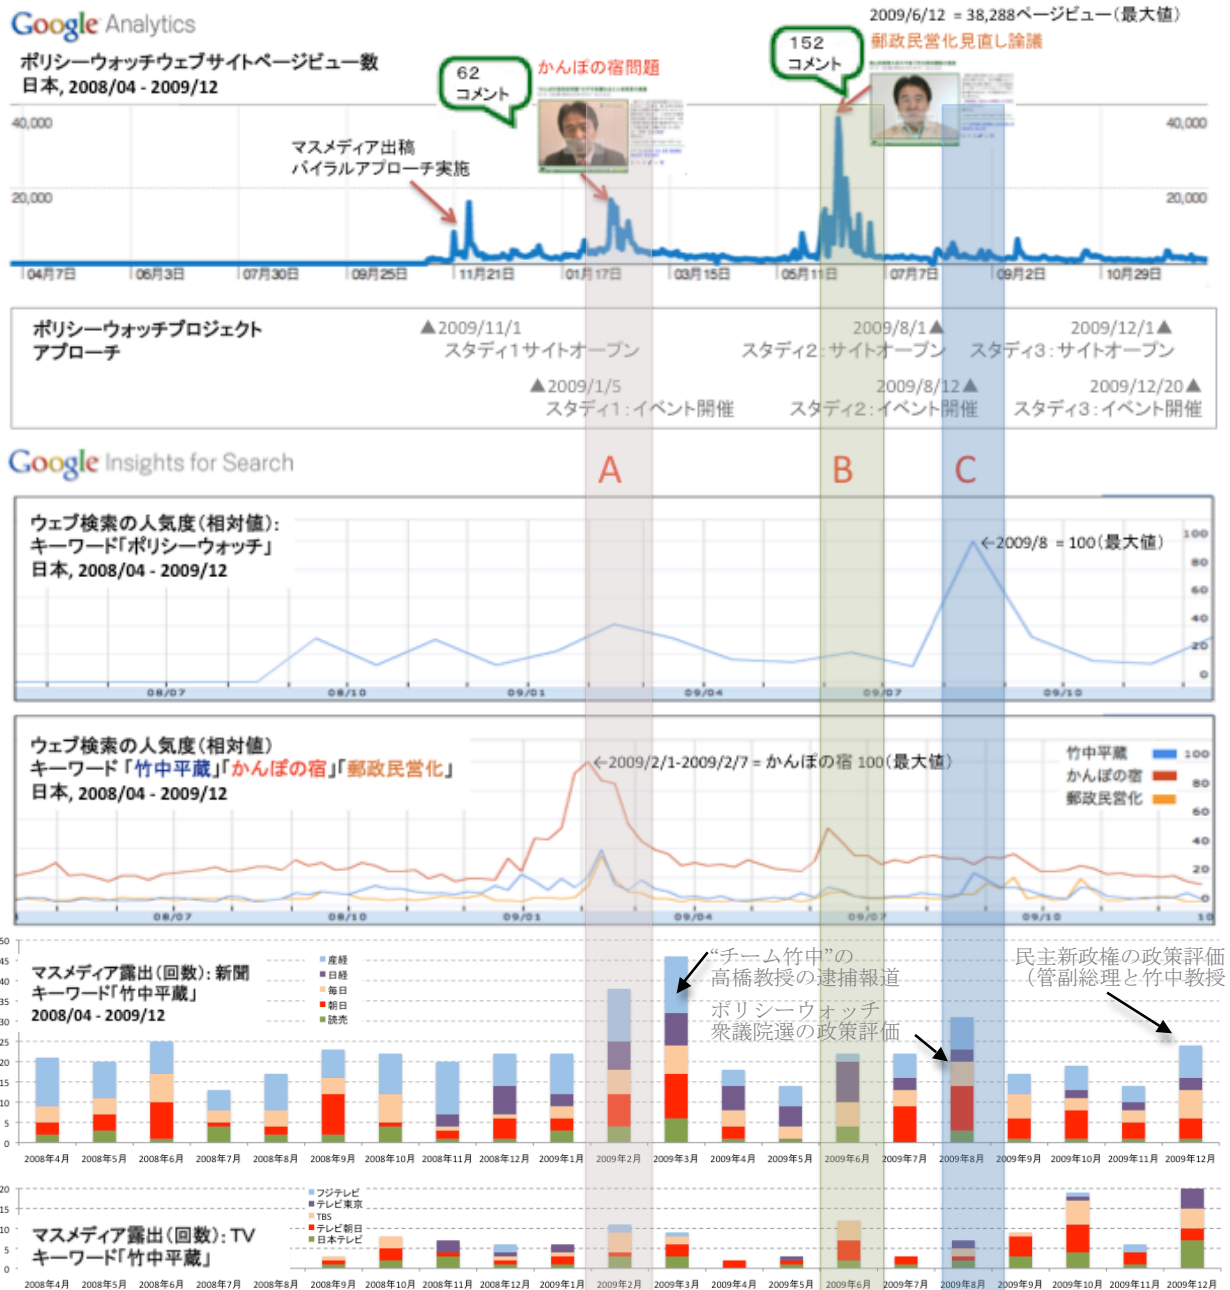 Google Analytics
ポリシーウォッチウェブサイトページビュー数
日本, 2008/04 - 2009/12
2009/6/12 = 38,288ページビュー(最大値)
郵政民営化見直し論議
152
コメント
62
コメント
かんぽの宿問題
マスメディア出稿
バイラルアプローチ実施
40,000
40,000
20,000
20,000
04月7日 06月3日 07月30日 09月25日 11月21日 01月17日 03月15日 05月11日 07月7日 09月2日 10月29日
ポリシーウォッチプロジェクト
アプローチ
▲2009/11/1
スタディ1サイトオープン
2009/8/1▲
スタディ2:サイトオープン
2009/12/1▲
スタディ3:サイトオープン
▲2009/1/5
スタディ1:イベント開催
2009/8/12▲
スタディ2:イベント開催
2009/12/20▲
スタディ3:イベント開催
Google Insights for Search
A B C
ウェブ検索の人気度(相対値):
キーワード「ポリシーウォッチ」
日本, 2008/04 - 2009/12
←2009/8 = 100(最大値)
100
80
60
40
20
0
08/07 08/10 09/01 09/04 09/07 09/10
ウェブ検索の人気度(相対値)
キーワード「竹中平蔵」「かんぽの宿」「郵政民営化」
日本, 2008/04 - 2009/12
←2009/2/1-2009/2/7 = かんぽの宿 100(最大値)
竹中平蔵
かんぽの宿
郵政民営化
100
80
60
40
20
0
08/07 08/10 09/01 09/04 09/07 09/10 10
マスメディア露出(回数): 新聞
キーワード「竹中平蔵」
2008/04 - 2009/12
産経
日経
毎日
朝日
読売
“チーム竹中”の
高橋教授の逮捕報道
ポリシーウォッチ
衆議院選の政策評価
民主新政権の政策評価
(管副総理と竹中教授
50
45
40
35
30
25
20
15
10
5
0
2008年4月 2008年5月 2008年6月 2008年7月 2008年8月 2008年9月 2008年10月 2008年11月 2008年12月 2009年1月 2009年2月 2009年3月 2009年4月 2009年5月 2009年6月 2009年7月 2009年8月 2009年9月 2009年10月 2009年11月 2009年12月
マスメディア露出(回数): TV
キーワード「竹中平蔵」
フジテレビ
テレビ東京
TBS
テレビ朝日
日本テレビ
20
15
10
5
0
2008年4月 2008年5月 2008年6月 2008年7月 2008年8月 2008年9月 2008年10月 2008年11月 2008年12月 2009年1月 2009年2月 2009年3月 2009年4月 2009年5月 2009年6月 2009年7月 2009年8月 2009年9月 2009年10月 2009年11月 2009年12月